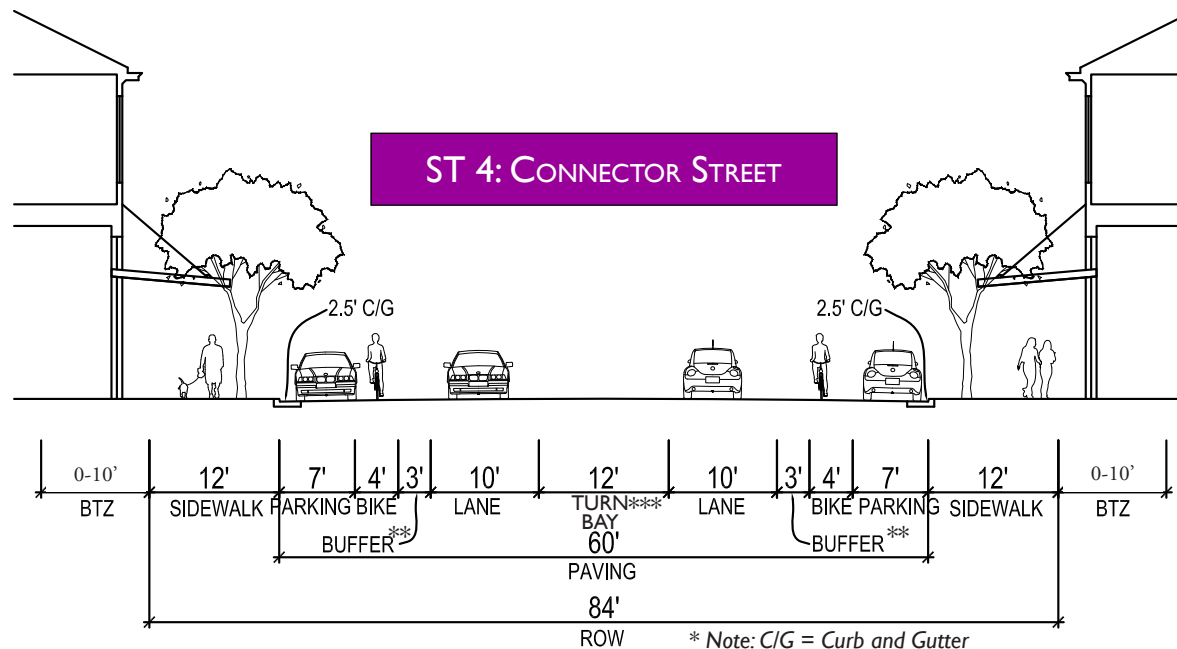 ST 4: CONNECTOR STREET
2.5' C/G 2.5' C/G
0-10' 12' 7' 4' 3' 10' 12' 10' 3' 4' 7' 12' 0-10'
BTZ SIDEWALK PARKING BIKE LANE TURN*** LANE BIKE PARKING SIDEWALK BTZ
BAY
BUFFER** BUFFER**
60'
PAVING
84'
ROW * Note: C/G = Curb and Gutter